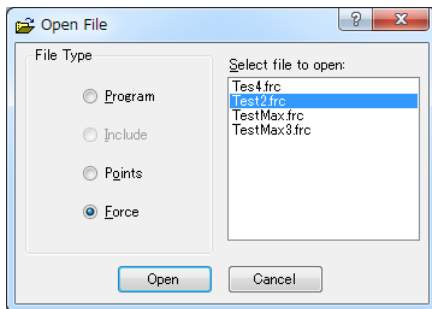 Open File
File Type
Program
Include
Points
Force
Select file to open:
Tes4.frc
Test2.frc
TestMax.frc
TestMax3.frc
Open
Cancel